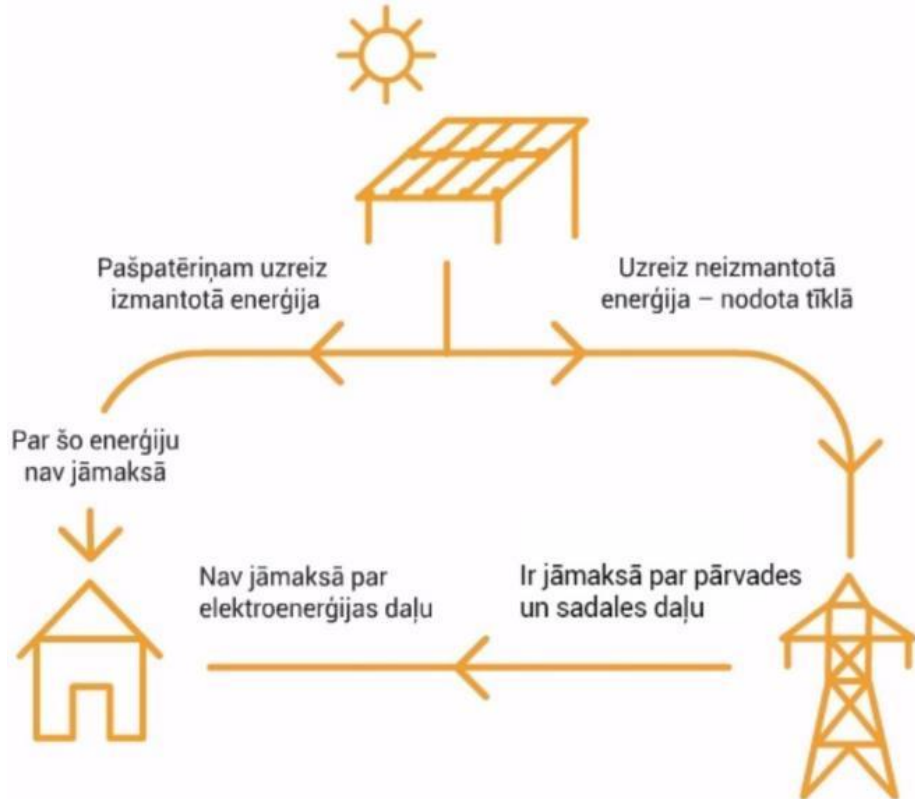 Pašpatēriņam uzreiz
izmantotā enerģija
Uzreiz neizmantotā
enerģija – nodota tīklā
Par šo enerģiju
nav jāmaksā
Nav jāmaksā par
elektroenerģijas daļu
Ir jāmaksā par pārvades
un sadales daļu